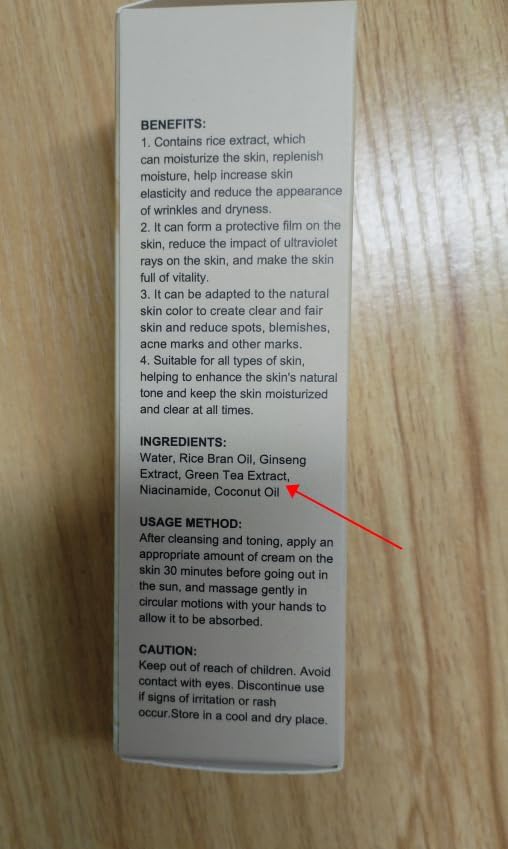 BENEFITS:
1. Contains rice extract, which
can moisturize the skin, replenish
moisture, help increase skin
elasticity and reduce the appearance
of wrinkles and dryness.
2. It can form a protective film on the
skin, reduce the impact of ultraviolet
rays on the skin, and make the skin
full of vitality.
3. It can be adapted to the natural
skin color to create clear and fair
skin and reduce spots, blemishes,
acne marks and other marks.
4. Suitable for all types of skin,
helping to enhance the skin's natural
tone and keep the skin moisturized
and clear at all times.
INGREDIENTS:
Water, Rice Bran Oil, Ginseng
Extract, Green Tea Extract,
Niacinamide, Coconut Oil
USAGE METHOD:
After cleansing and toning, apply an
appropriate amount of cream on the
skin 30 minutes before going out in
the sun, and massage gently in
circular motions with your hands to
allow it to be absorbed.
CAUTION:
Keep out of reach of children. Avoid
contact with eyes. Discontinue use
if signs of irritation or rash
occur.Store in a cool and dry place.